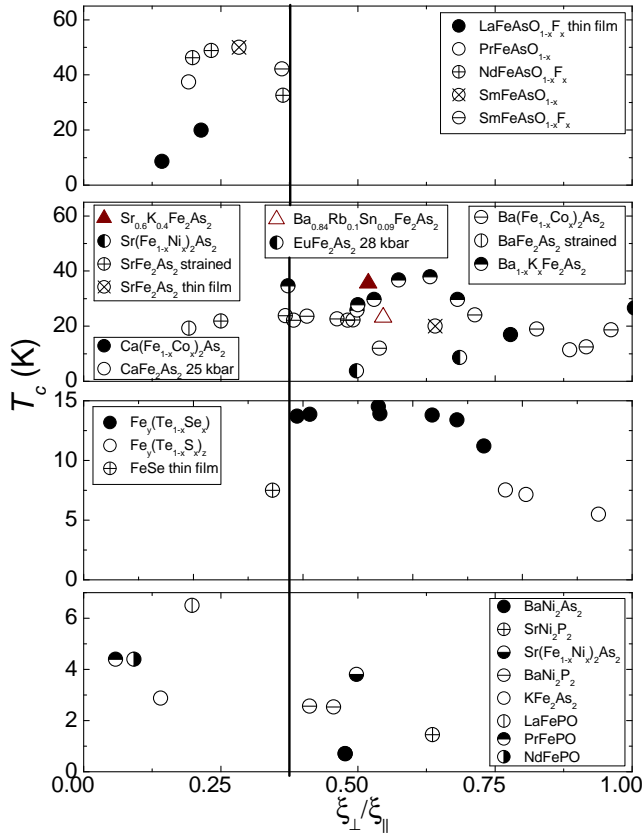 60
40
20
0
LaFeAsO₁₋ₓFₓ thin film
PrFeAsO₁₋ₓ
NdFeAsO₁₋ₓFₓ
SmFeAsO₁₋ₓ
SmFeAsO₁₋ₓFₓ
60
40
20
0
Sr₀.₆K₀.₄Fe₂As₂
Sr(Fe₁₋ₓNiₓ)₂As₂
SrFe₂As₂ strained
SrFe₂As₂ thin film
Ba₀.₈₄Rb₀.₁Sn₀.₀₉Fe₂As₂
EuFe₂As₂ 28 kbar
Ba(Fe₁₋ₓCoₓ)₂As₂
BaFe₂As₂ strained
Ba₁₋ₓKₓFe₂As₂
Ca(Fe₁₋ₓCoₓ)₂As₂
CaFe₂As₂ 25 kbar
T_c (K)
15
10
5
0
Fe_y(Te₁₋ₓSeₓ)
Fe_y(Te₁₋ₓSₓ)_z
FeSe thin film
6
4
2
0
BaNi₂As₂
SrNi₂P₂
Sr(Fe₁₋ₓNiₓ)₂As₂
BaNi₂P₂
KFe₂As₂
LaFePO
PrFePO
NdFePO
0.00 0.25 0.50 0.75 1.00
ξ⊥/ξ∥